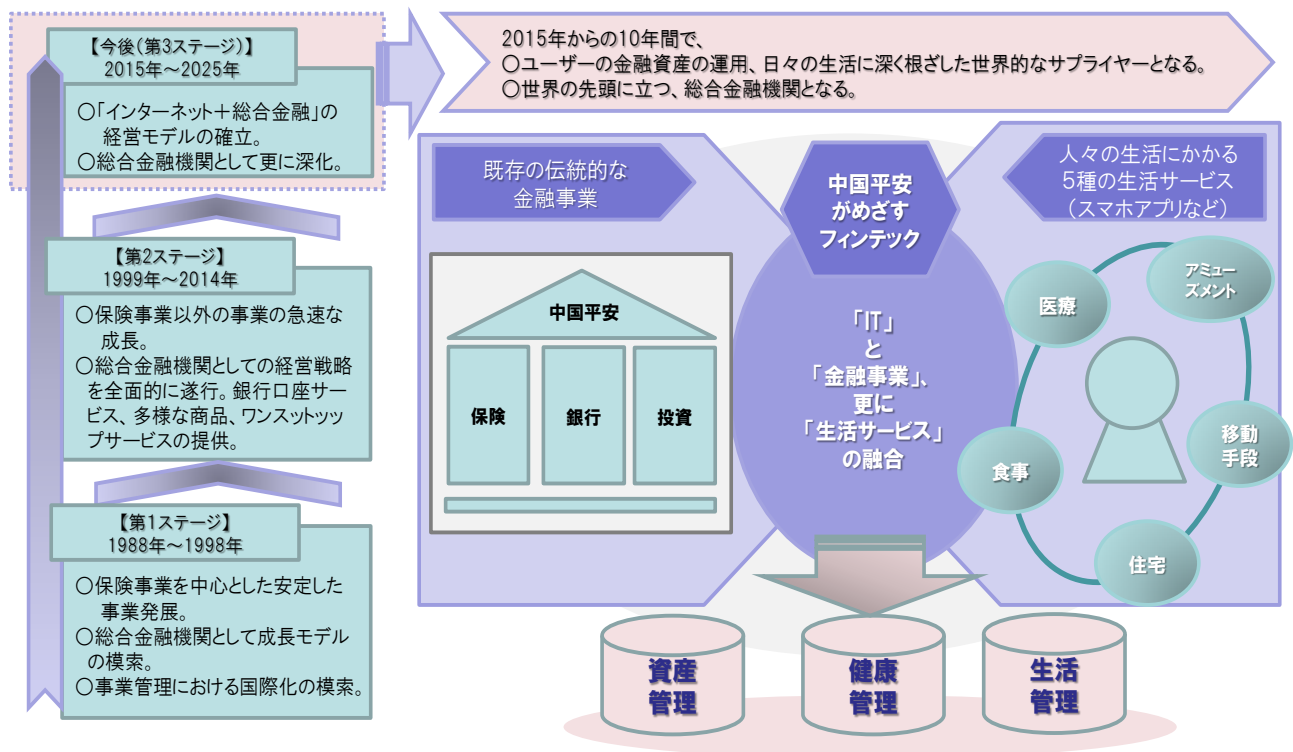 【今後(第3ステージ)】
2015年～2025年
○「インターネット＋総合金融」の
経営モデルの確立。
○総合金融機関として更に深化。
【第2ステージ】
1999年～2014年
○保険事業以外の事業の急速な
成長。
○総合金融機関としての経営戦略
を全面的に遂行。銀行口座サー
ビス、多様な商品、ワンスットッッ
プサービスの提供。
【第1ステージ】
1988年～1998年
○保険事業を中心とした安定した
事業発展。
○総合金融機関として成長モデル
の模索。
○事業管理における国際化の模索。
2015年からの10年間で、
○ユーザーの金融資産の運用、日々の生活に深く根ざした世界的なサプライヤーとなる。
○世界の先頭に立つ、総合金融機関となる。
既存の伝統的な
金融事業
中国平安
保険
銀行
投資
中国平安
がめざす
フィンテック
「IT」
と
「金融事業」、
更に
「生活サービス」
の融合
人々の生活にかかる
5種の生活サービス
（スマホアプリなど）
アミュー
ズメント
医療
移動
手段
食事
住宅
資産
管理
健康
管理
生活
管理